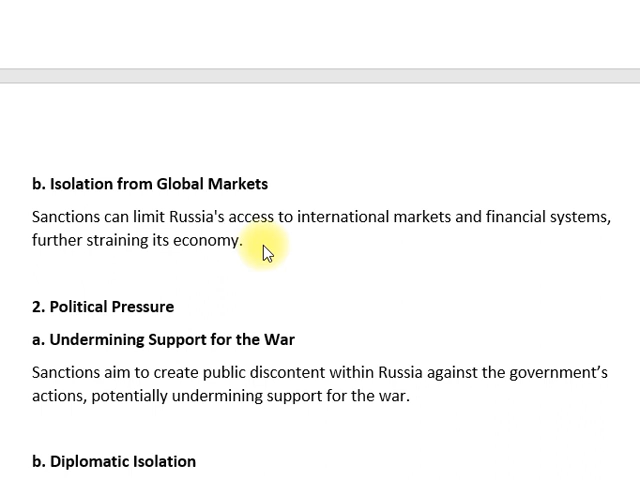 b. Isolation from Global Markets
Sanctions can limit Russia's access to international markets and financial systems,
further straining its economy.
2. Political Pressure
a. Undermining Support for the War
Sanctions aim to create public discontent within Russia against the government’s
actions, potentially undermining support for the war.
b. Diplomatic Isolation